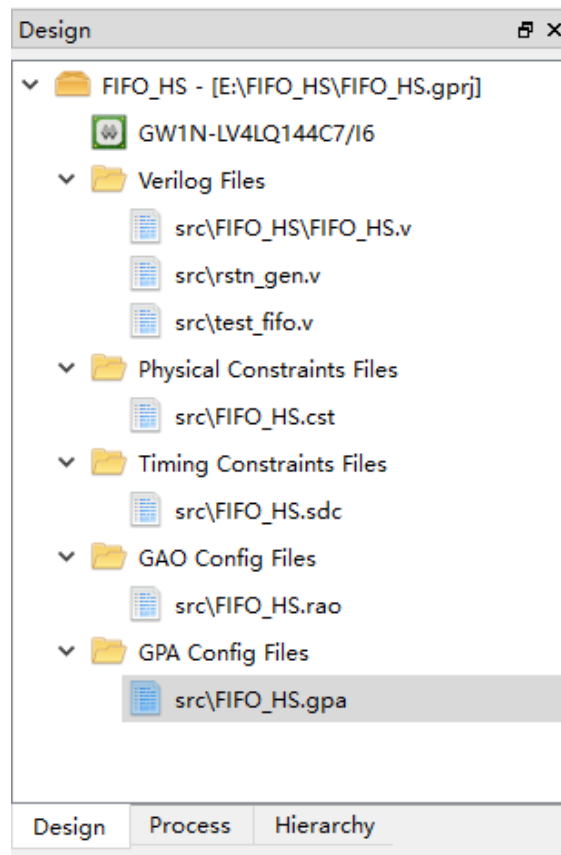 Design
FIFO_HS - [E:\FIFO_HS\FIFO_HS.gprj]
GW1N-LV4LQ144C7/I6
Verilog Files
src\FIFO_HS\FIFO_HS.v
src\rstn_gen.v
src\test_fifo.v
Physical Constraints Files
src\FIFO_HS.cst
Timing Constraints Files
src\FIFO_HS.sdc
GAO Config Files
src\FIFO_HS.rao
GPA Config Files
src\FIFO_HS.gpa
Design Process Hierarchy